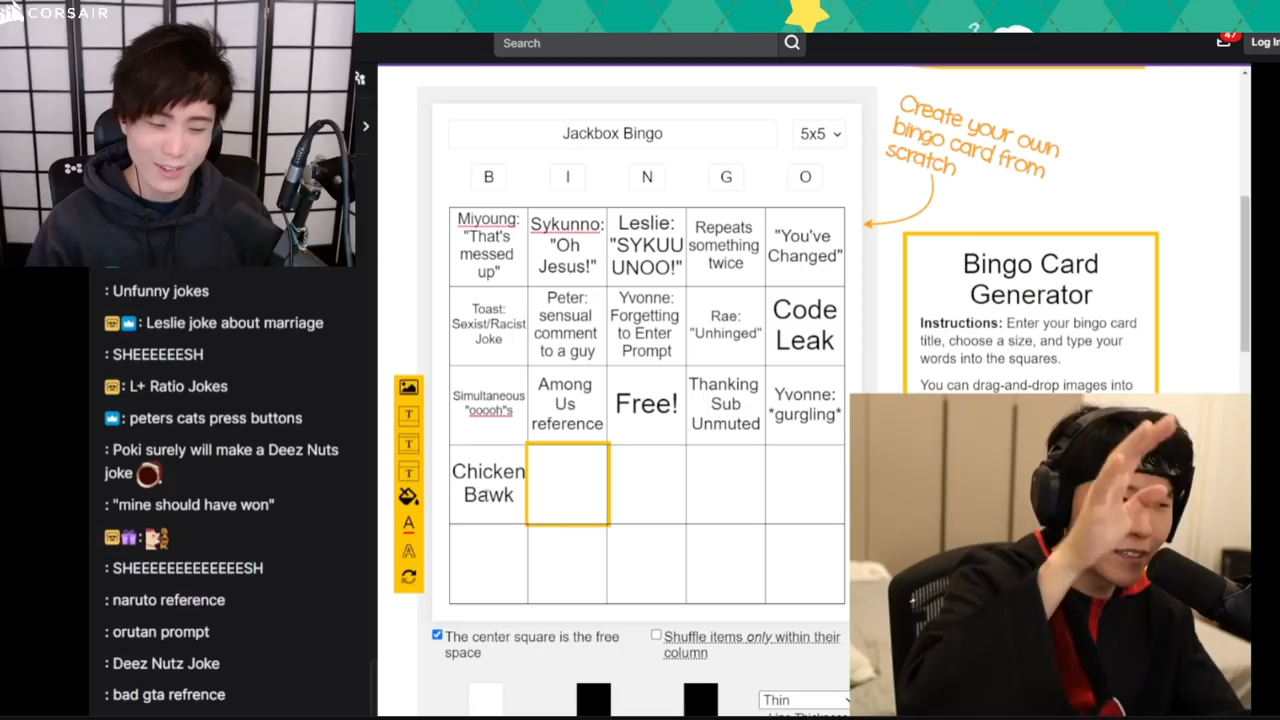 CORSAIR
?
Search
47
Log In
: Unfunny jokes
: Leslie joke about marriage
: SHEEEEEESH
: L+ Ratio Jokes
: peters cats press buttons
: Poki surely will make a Deez Nuts
joke
: "mine should have won"
:
: SHEEEEEEEEEEEEESH
: naruto reference
: orutan prompt
: Deez Nutz Joke
: bad gta refrence
Jackbox Bingo
5x5
B I N G O
Miyoung:
"That's
messed
up"
Sykunno:
"Oh
Jesus!"
Leslie:
"SYKUU
UNOO!"
Repeats
something
twice
"You've
Changed"
Toast:
Sexist/Racist
Joke
Peter:
sensual
comment
to a guy
Yvonne:
Forgetting
to Enter
Prompt
Rae:
"Unhinged"
Code
Leak
Simultaneous
"ooooh"s
Among
Us
reference
Free!
Thanking
Sub
Unmuted
Yvonne:
*gurgling*
Chicken
Bawk
T
T
T
A
A
The center square is the free
space
Shuffle items only within their
column
Thin
Line Thickness
Create your own
bingo card from
scratch
Bingo Card
Generator
Instructions: Enter your bingo card
title, choose a size, and type your
words into the squares.
You can drag-and-drop images into